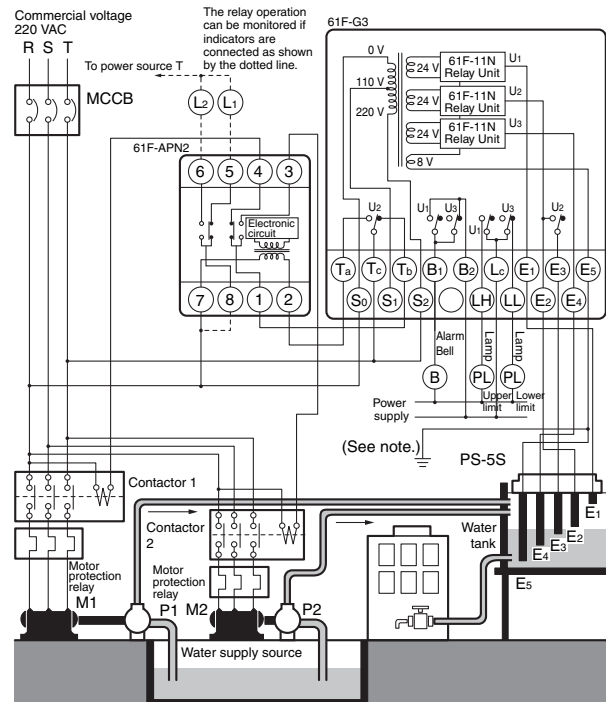 Commercial voltage
220 VAC
R S T
MCCB
To power source T
The relay operation
can be monitored if
indicators are
connected as shown
by the dotted line.
L2 L1
61F-APN2
6 5 4 3
Electronic
circuit
7 8 1 2
61F-G3
0 V
110 V
220 V
24 V
61F-11N
Relay Unit
U1
24 V
61F-11N
Relay Unit
U2
24 V
61F-11N
Relay Unit
U3
8 V
U2
U1 U3
U1
U3
U2
Ta Tc Tb B1 B2 Lc E1 E3 E5
S0 S1 S2 LH LL E2 E4
Alarm
Bell
Lamp
Lamp
B PL PL
Power
supply
Upper
limit
Lower
limit
(See note.)
PS-5S
Contactor 1
Contactor
2
Water
tank
E1
E2
E3
E4
E5
Motor
protection
relay
M1
P1
Motor
protection
relay
M2
P2
Water supply source